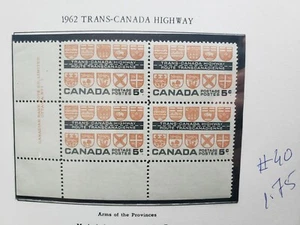 1962 TRANS-CANADA HIGHWAY
TRANS-CANADA HIGHWAY TRANS-CANADA HIGHWAY
ROUTE TRANSCANADIENNE ROUTE TRANSCANADIENNE
CANADA POSTES POSTAGE 5¢ CANADA POSTES POSTAGE 5¢
TRANS-CANADA HIGHWAY TRANS-CANADA HIGHWAY
ROUTE TRANSCANADIENNE ROUTE TRANSCANADIENNE
CANADA POSTES POSTAGE 5¢ CANADA POSTES POSTAGE 5¢
#40
1.75
Arms of the Provinces